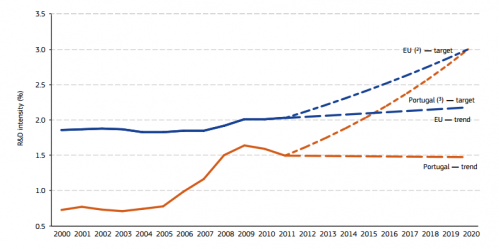 3.5
3.0
EU (²) — target
2.5
Portugal (³) — target
2.0
EU — trend
R&D intensity (%)
1.5
Portugal — trend
1.0
0.5
2000 2001 2002 2003 2004 2005 2006 2007 2008 2009 2010 2011 2012 2013 2014 2015 2016 2017 2018 2019 2020